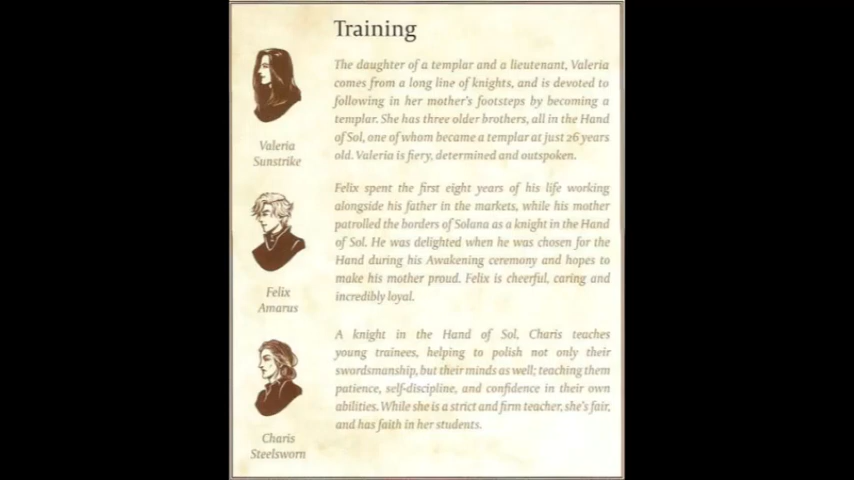 Training
The daughter of a templar and a lieutenant, Valeria
comes from a long line of knights, and is devoted to
following in her mother's footsteps by becoming a
templar. She has three older brothers, all in the Hand
of Sol, one of whom became a templar at just 26 years
old. Valeria is fiery, determined and outspoken.
Valeria
Sunstrike
Felix spent the first eight years of his life working
alongside his father in the markets, while his mother
patrolled the borders of Solana as a knight in the Hand
of Sol. He was delighted when he was chosen for the
Hand during his Awakening ceremony and hopes to
make his mother proud. Felix is cheerful, caring and
incredibly loyal.
Felix
Amarus
A knight in the Hand of Sol, Charis teaches
young trainees, helping to polish not only their
swordsmanship, but their minds as well; teaching them
patience, self-discipline, and confidence in their own
abilities. While she is a strict and firm teacher, she's fair,
and has faith in her students.
Charis
Steelsworn